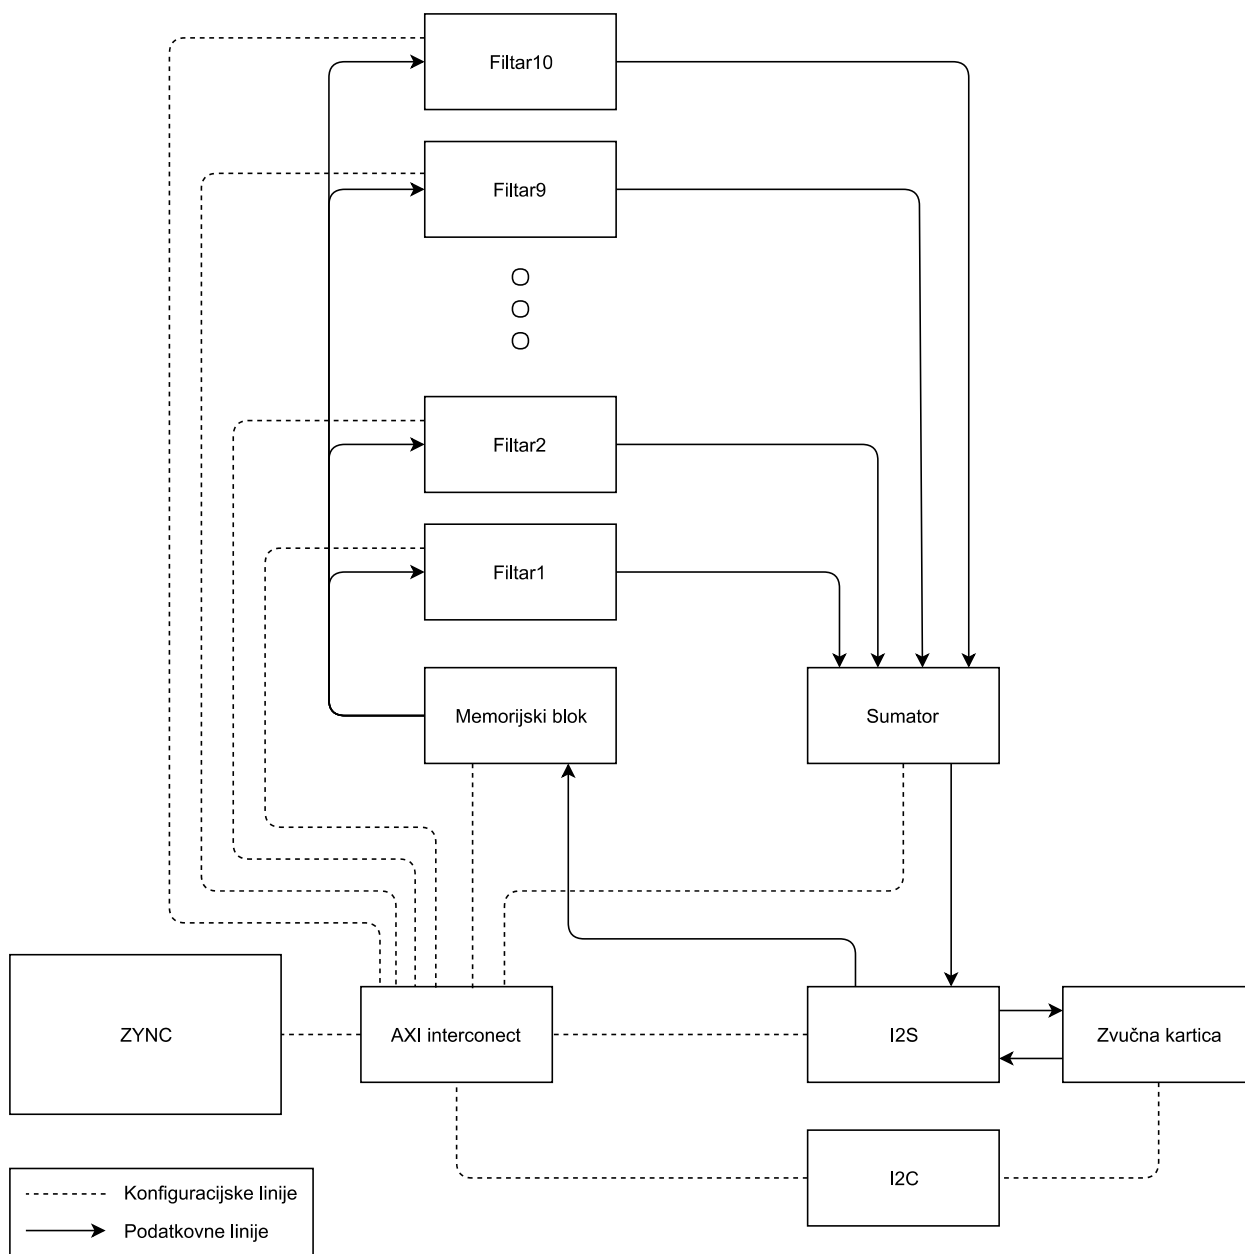 Filtar10
Filtar9
Filtar2
Filtar1
Memorijski blok
Sumator
ZYNC
AXI interconect
I2S
Zvučna kartica
I2C
Konfiguracijske linije
Podatkovne linije